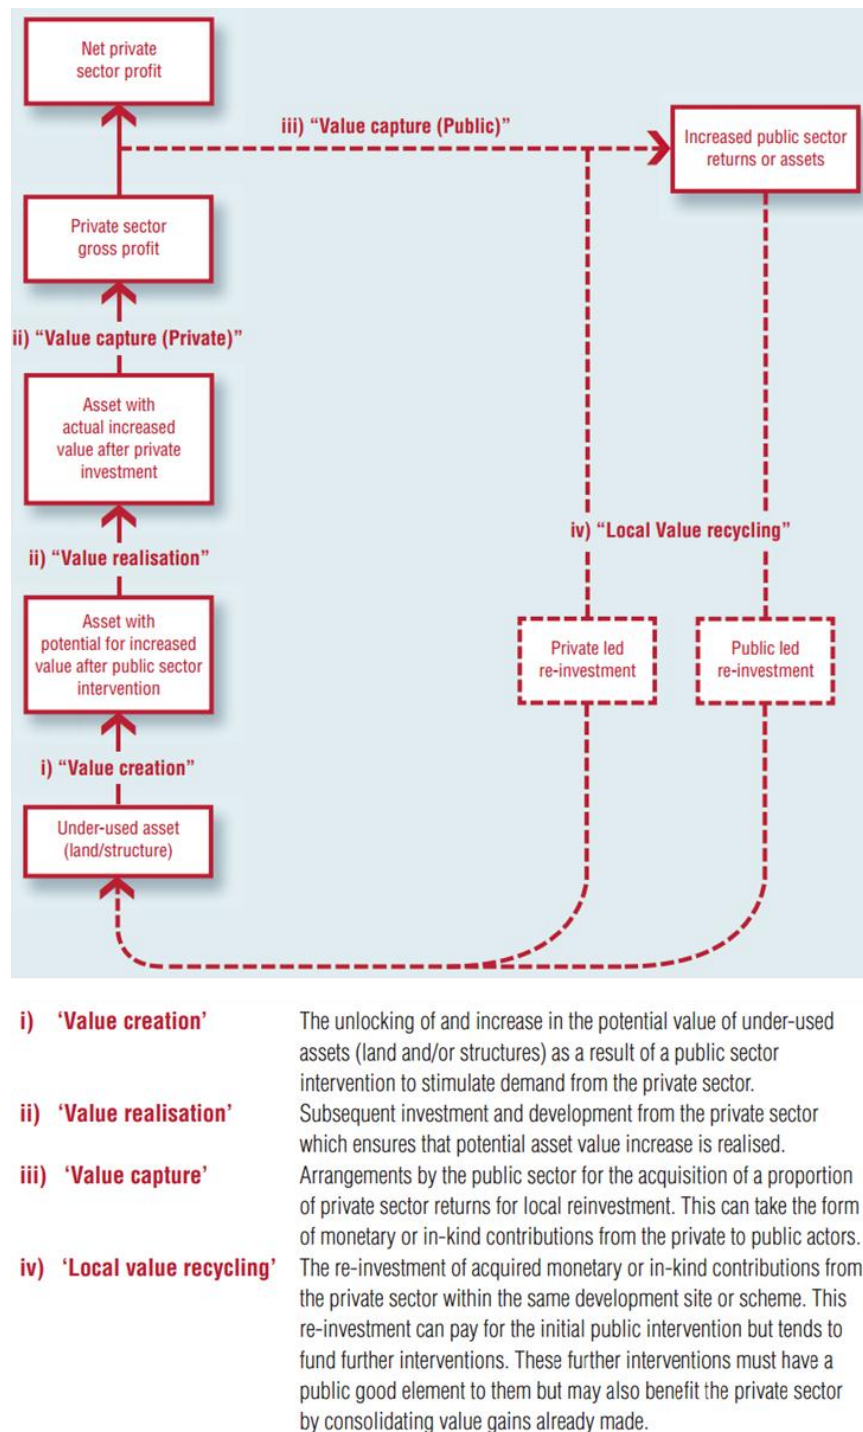 Net private
sector profit
iii) “Value capture (Public)”
Increased public sector
returns or assets
Private sector
gross profit
ii) “Value capture (Private)”
Asset with
actual increased
value after private
investment
ii) “Value realisation”
iv) “Local Value recycling”
Asset with
potential for increased
value after public sector
intervention
Private led
re-investment
Public led
re-investment
i) “Value creation”
Under-used asset
(land/structure)
i) ‘Value creation’ The unlocking of and increase in the potential value of under-used
assets (land and/or structures) as a result of a public sector
intervention to stimulate demand from the private sector.
ii) ‘Value realisation’ Subsequent investment and development from the private sector
which ensures that potential asset value increase is realised.
iii) ‘Value capture’ Arrangements by the public sector for the acquisition of a proportion
of private sector returns for local reinvestment. This can take the form
of monetary or in-kind contributions from the private to public actors.
iv) ‘Local value recycling’ The re-investment of acquired monetary or in-kind contributions from
the private sector within the same development site or scheme. This
re-investment can pay for the initial public intervention but tends to
fund further interventions. These further interventions must have a
public good element to them but may also benefit the private sector
by consolidating value gains already made.